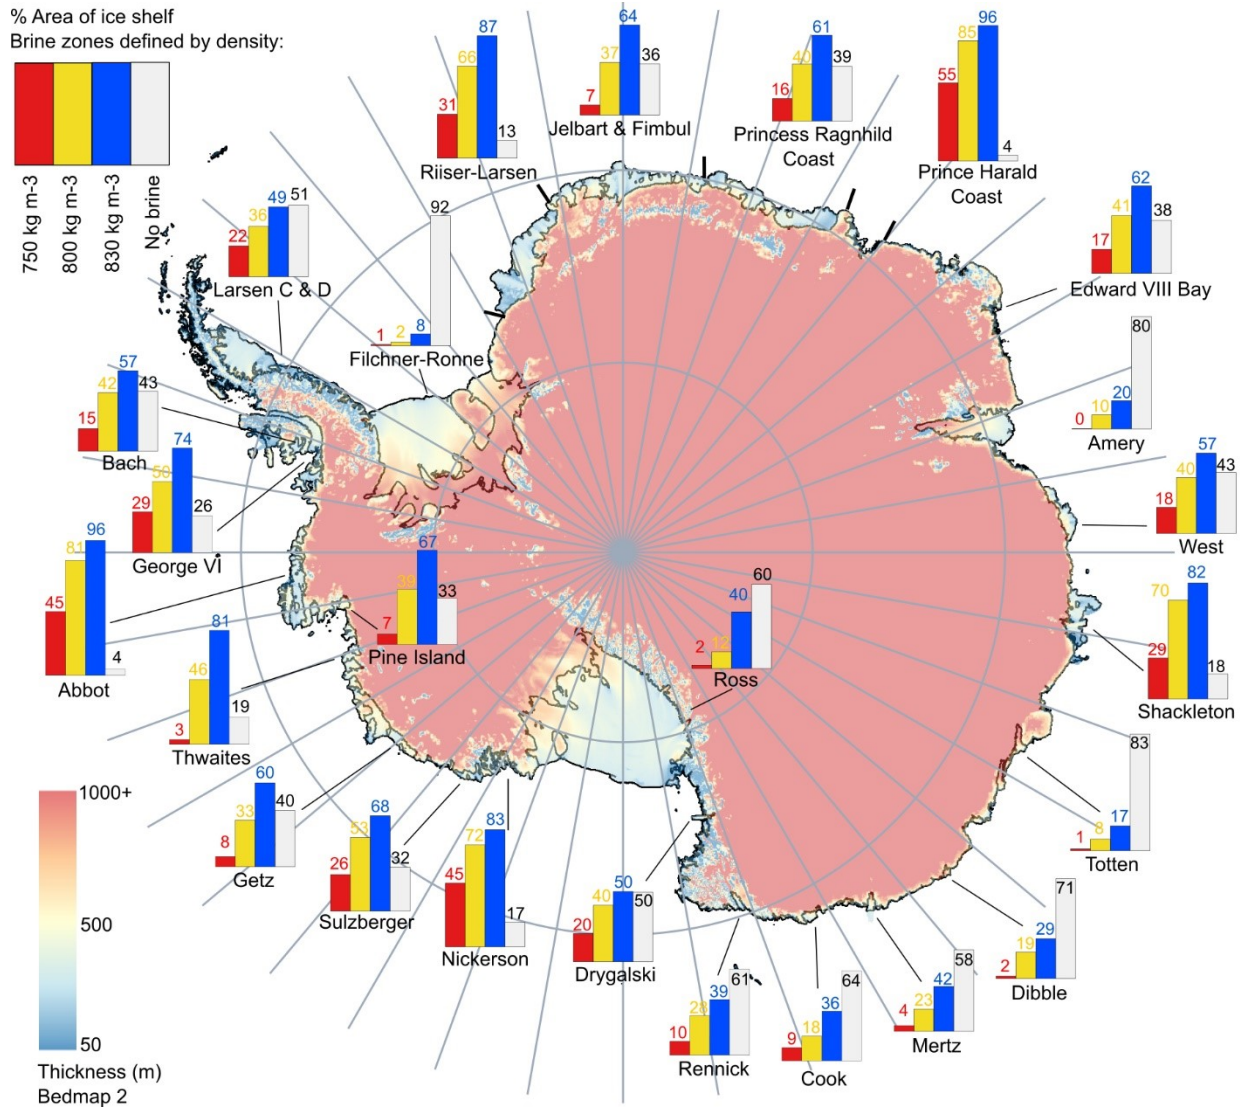 % Area of ice shelf
Brine zones defined by density:
750 kg m-3
800 kg m-3
830 kg m-3
No brine
31
66
87
13
Riiser-Larsen
7
37
64
36
Jelbart & Fimbul
16
40
61
39
Princess Ragnhild
Coast
55
85
96
4
Prince Harald
Coast
22
36
49
51
Larsen C & D
1
2
8
92
Filchner-Ronne
17
41
62
38
Edward VIII Bay
0
10
20
80
Amery
15
42
57
43
Bach
29
50
74
26
George VI
18
40
57
43
West
45
81
96
4
Abbot
7
39
67
33
Pine Island
2
12
40
60
Ross
29
70
82
18
Shackleton
3
46
81
19
Thwaites
1
8
17
83
Totten
8
33
60
40
Getz
26
53
68
32
Sulzberger
45
72
83
17
Nickerson
20
40
50
50
Drygalski
10
28
39
61
Rennick
9
18
36
64
Cook
4
23
42
58
Mertz
2
19
29
71
Dibble
1000+
500
50
Thickness (m)
Bedmap 2